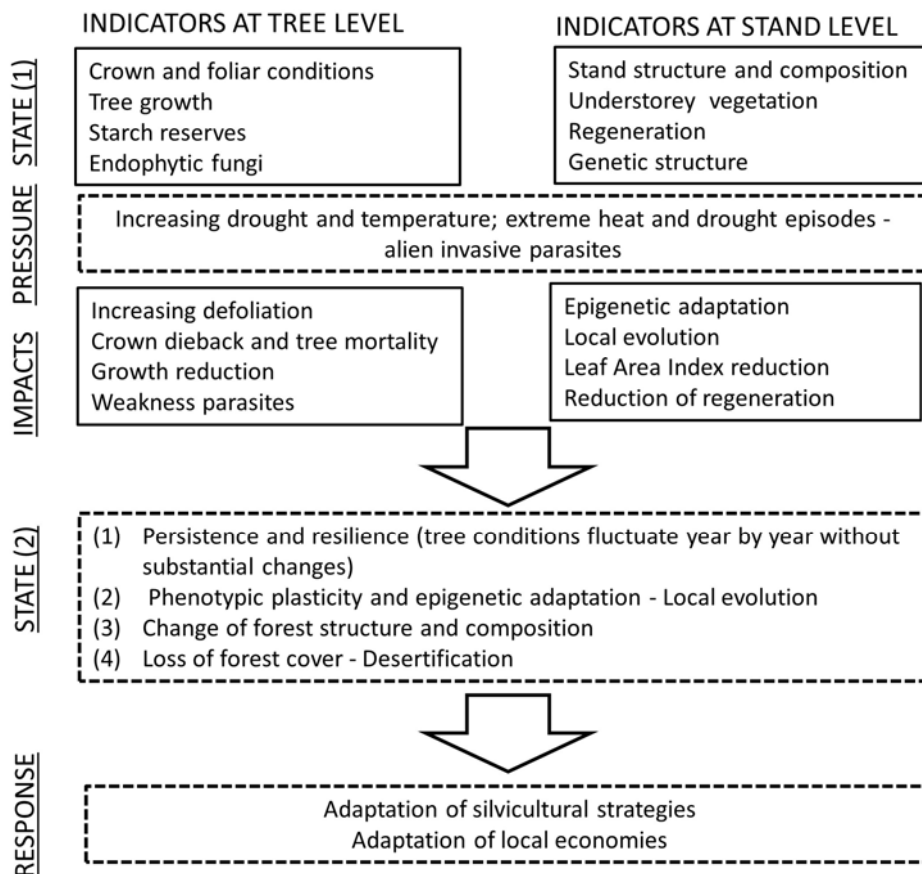 INDICATORS AT TREE LEVEL
INDICATORS AT STAND LEVEL
STATE (1)
Crown and foliar conditions
Tree growth
Starch reserves
Endophytic fungi
Stand structure and composition
Understorey vegetation
Regeneration
Genetic structure
PRESSURE
Increasing drought and temperature; extreme heat and drought episodes -
alien invasive parasites
IMPACTS
Increasing defoliation
Crown dieback and tree mortality
Growth reduction
Weakness parasites
Epigenetic adaptation
Local evolution
Leaf Area Index reduction
Reduction of regeneration
STATE (2)
(1) Persistence and resilience (tree conditions fluctuate year by year without
substantial changes)
(2) Phenotypic plasticity and epigenetic adaptation - Local evolution
(3) Change of forest structure and composition
(4) Loss of forest cover - Desertification
RESPONSE
Adaptation of silvicultural strategies
Adaptation of local economies